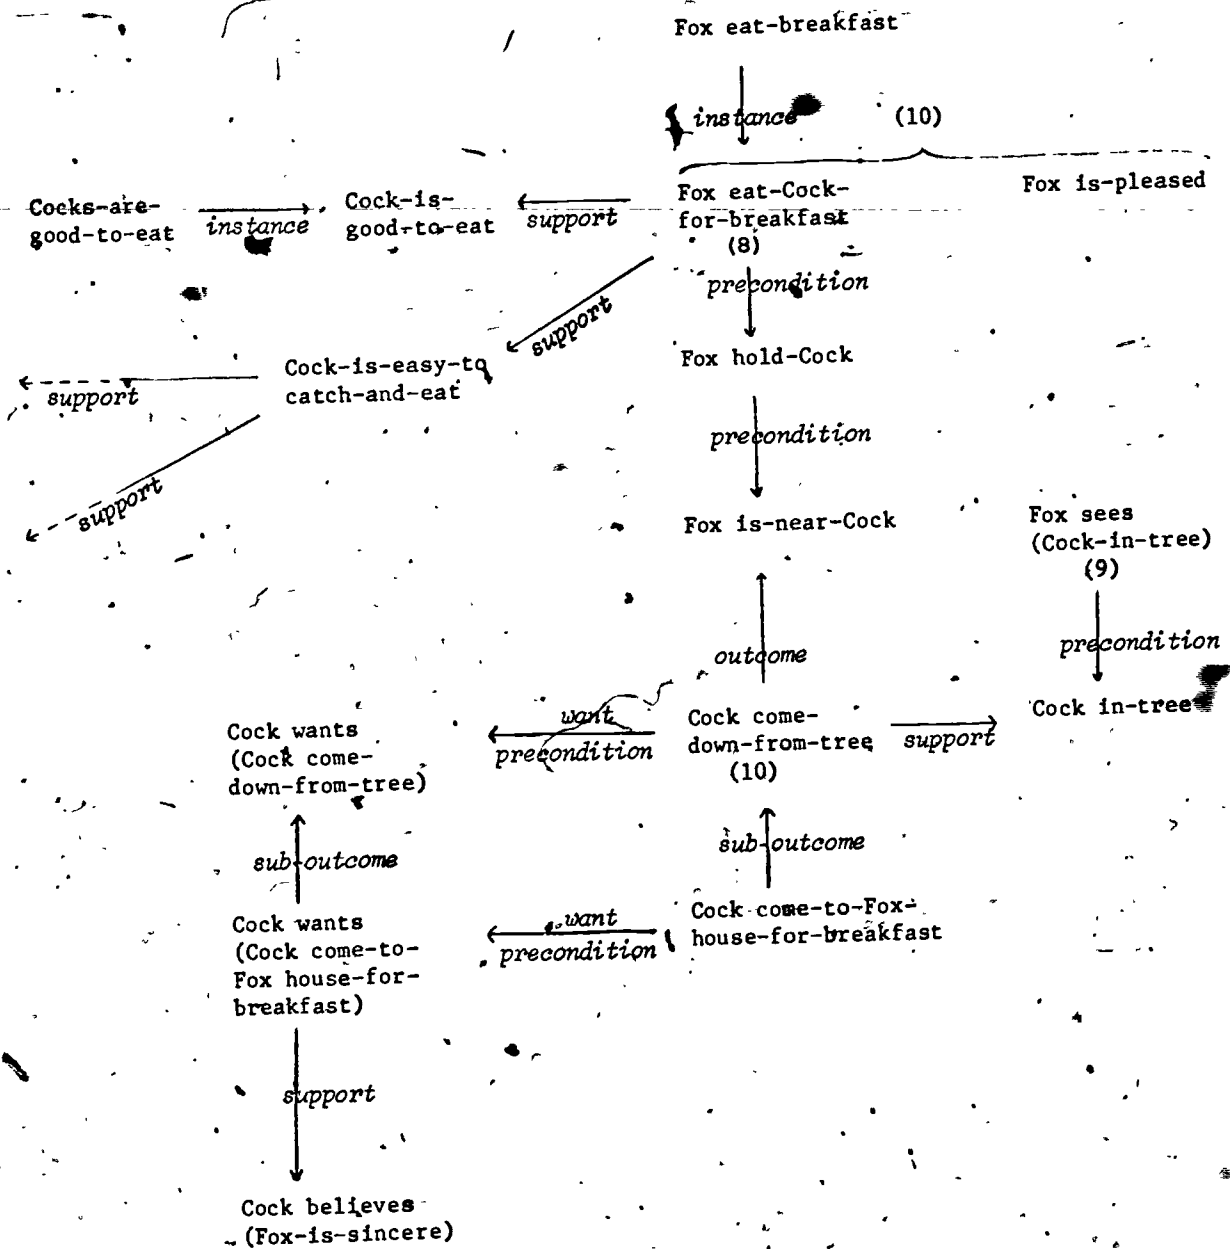 Fox eat-breakfast
instance
(10)
Cocks-are-
good-to-eat
instance
Cock-is-
good-to-eat
support
Fox eat-Cock-
for-breakfast
(8)
Fox is-pleased
precondition
support
Fox hold-Cock
Cock-is-easy-to
catch-and-eat
support
support
precondition
Fox is-near-Cock
Fox sees
(Cock-in-tree)
(9)
outcome
precondition
Cock wants
(Cock come-
down-from-tree)
want
precondition
Cock come-
down-from-tree
(10)
support
Cock in-tree
sub-outcome
sub-outcome
Cock wants
(Cock come-to-
Fox house-for-
breakfast)
want
precondition
Cock come-to-Fox-
house-for-breakfast
support
Cock believes
(Fox-is-sincere)